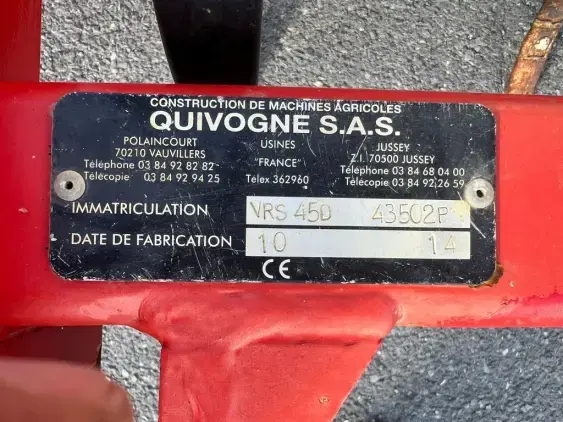 CONSTRUCTION DE MACHINES AGRICOLES
QUIVOGNE S.A.S.
POLAINCOURT USINES JUSSEY
70210 VAUVILLERS "FRANCE" Z.I. 70500 JUSSEY
Téléphone 03 84 92 82 82 Téléphone 03 84 68 04 00
Télécopie 03 84 92 94 25 Telex 362960 Télécopie 03 84 92.26 59
IMMATRICULATION VRS 45D 43502P
DATE DE FABRICATION 10 14
CE